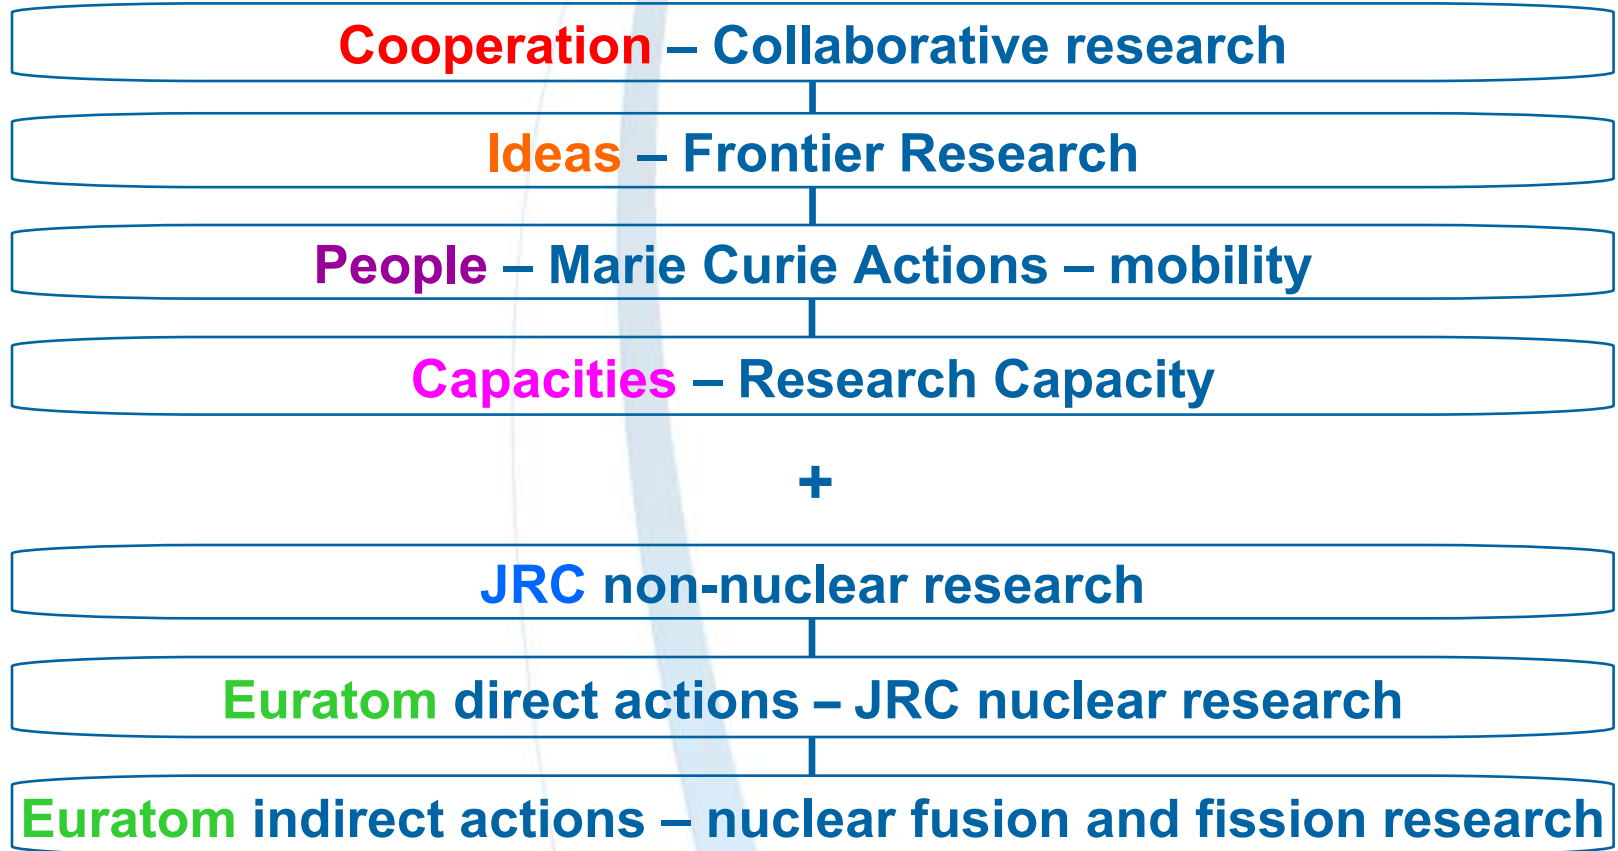 Cooperation – Collaborative research
Ideas – Frontier Research
People – Marie Curie Actions – mobility
Capacities – Research Capacity
+
JRC non-nuclear research
Euratom direct actions – JRC nuclear research
Euratom indirect actions – nuclear fusion and fission research